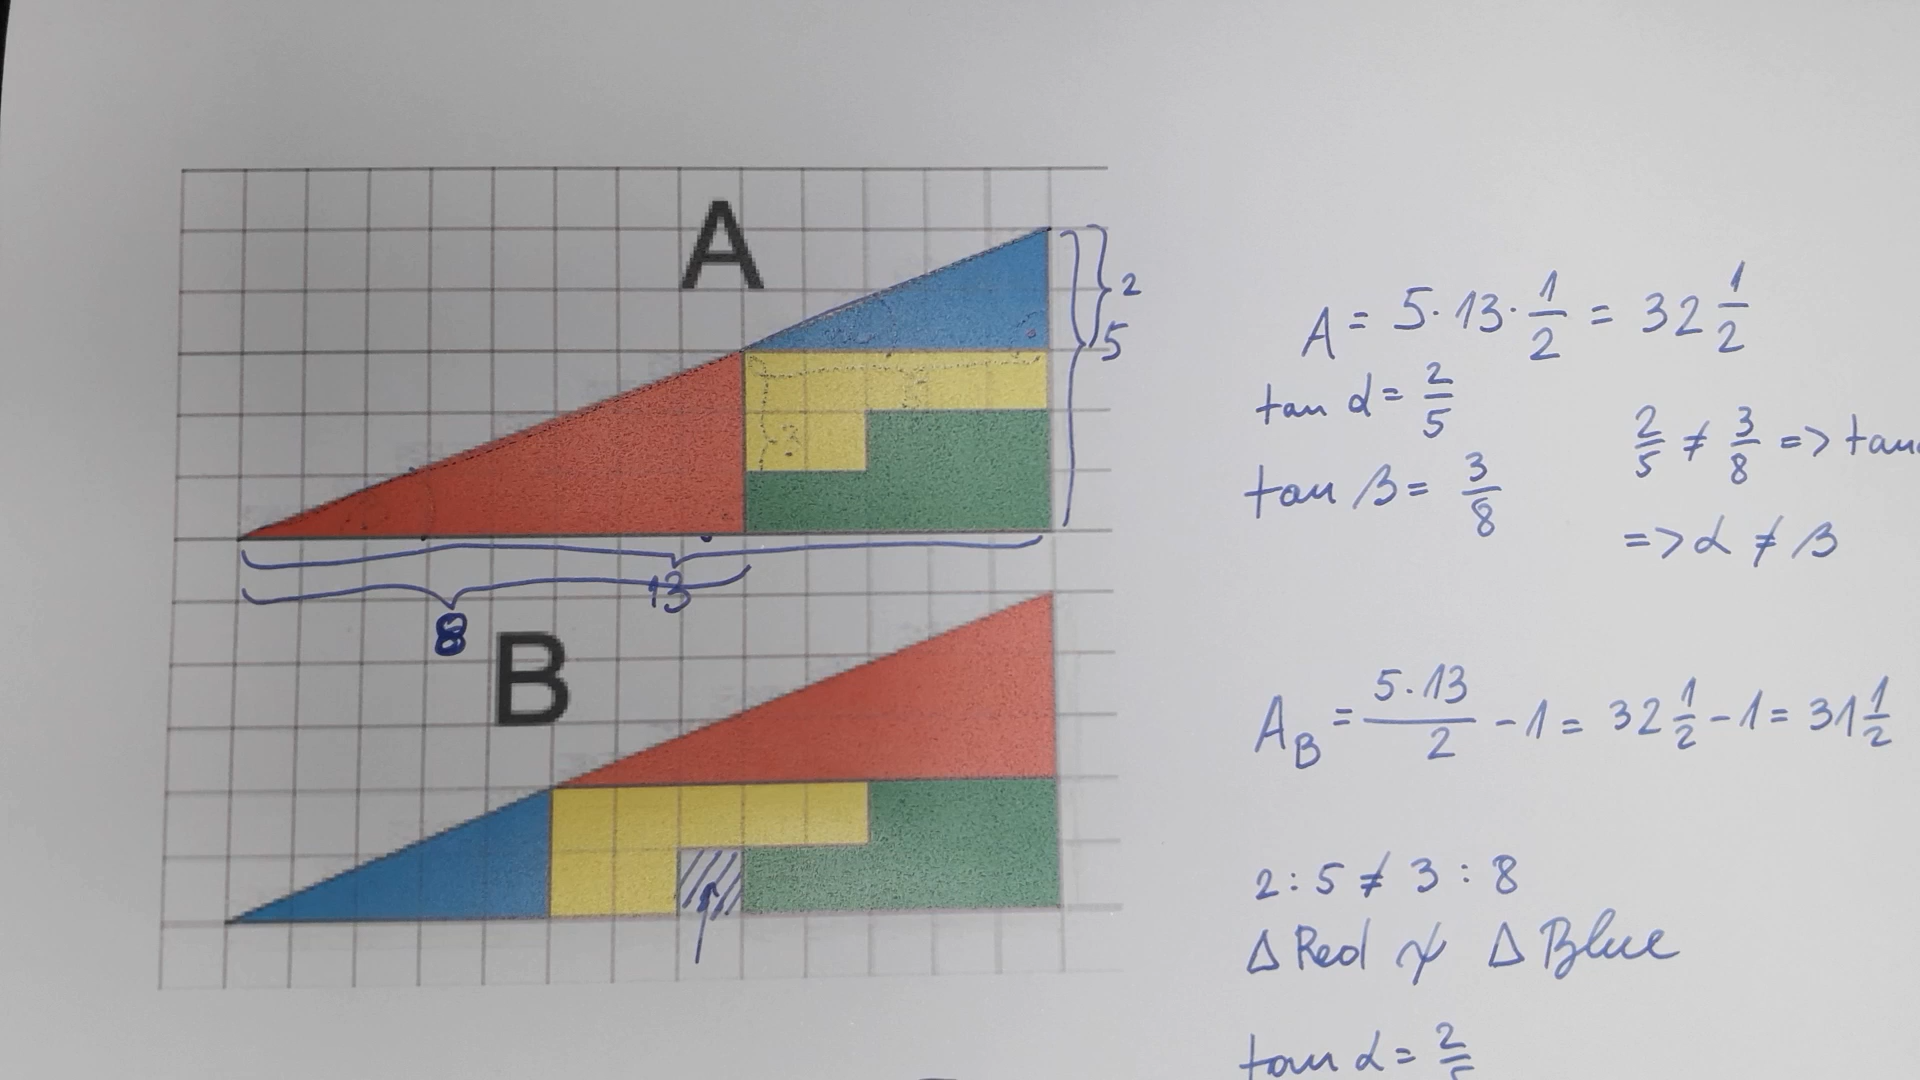 A
2
5
13
8
B
A = 5·13·1/2 = 32 1/2
tan α = 2/5
2/5 ≠ 3/8 => tan
tan β = 3/8
=> α ≠ β
A_B = 5·13/2 - 1 = 32 1/2 - 1 = 31 1/2
2 : 5 ≠ 3 : 8
Δ Red ≁ Δ Blue
tan α = 2/5